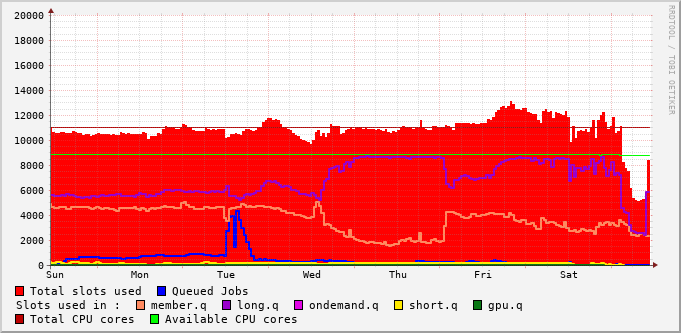 20000
18000
16000
14000
12000
10000
8000
6000
4000
2000
0
Sun Mon Tue Wed Thu Fri Sat
RRDTOOL / TOBI OETIKER
Total slots used Queued Jobs
Slots used in : member.q long.q ondemand.q short.q gpu.q
Total CPU cores Available CPU cores